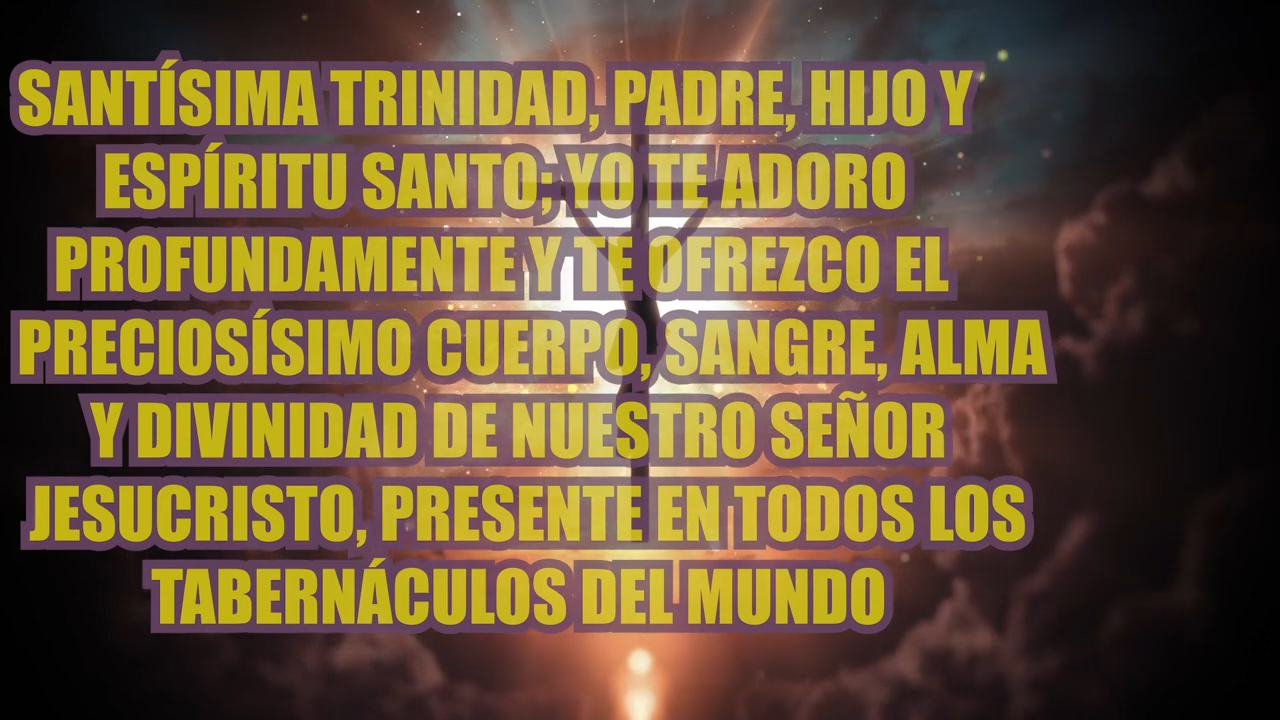 SANTÍSIMA TRINIDAD, PADRE, HIJO Y
ESPÍRITU SANTO; YO TE ADORO
PROFUNDAMENTE Y TE OFREZCO EL
PRECIOSÍSIMO CUERPO, SANGRE, ALMA
Y DIVINIDAD DE NUESTRO SEÑOR
JESUCRISTO, PRESENTE EN TODOS LOS
TABERNÁCULOS DEL MUNDO